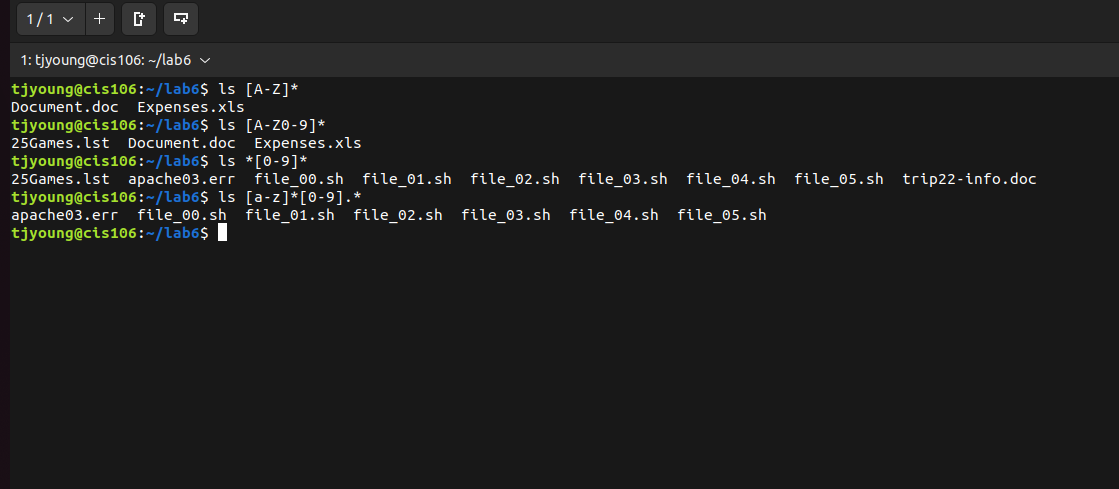 1 / 1
1: tjyoung@cis106: ~/lab6
tjyoung@cis106:~/lab6$ ls [A-Z]*
Document.doc  Expenses.xls
tjyoung@cis106:~/lab6$ ls [A-Z0-9]*
25Games.lst  Document.doc  Expenses.xls
tjyoung@cis106:~/lab6$ ls *[0-9]*
25Games.lst  apache03.err  file_00.sh  file_01.sh  file_02.sh  file_03.sh  file_04.sh  file_05.sh  trip22-info.doc
tjyoung@cis106:~/lab6$ ls [a-z]*[0-9].*
apache03.err  file_00.sh  file_01.sh  file_02.sh  file_03.sh  file_04.sh  file_05.sh
tjyoung@cis106:~/lab6$